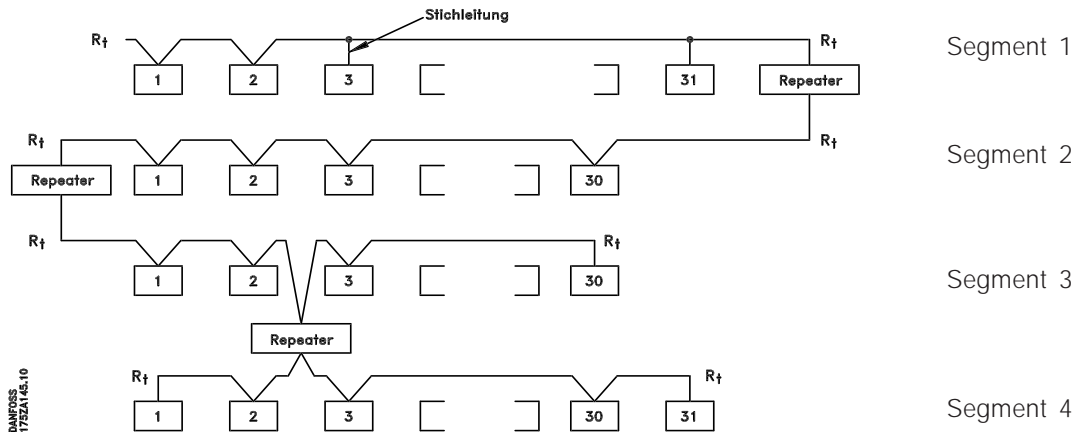 Stichleitung
Rt Rt Segment 1
1 2 3 31 Repeater
Rt Rt Segment 2
Repeater 1 2 3 30
Rt Rt Segment 3
1 2 3 30
Repeater
Rt Rt Segment 4
1 2 3 30 31
DANFOSS
175ZA145.10